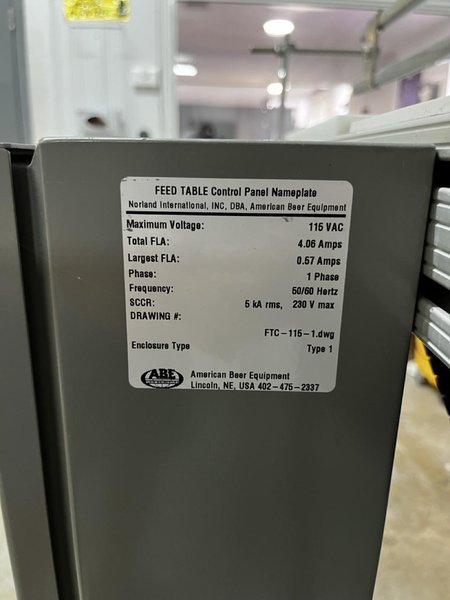 FEED TABLE Control Panel Nameplate
Norland International, INC, DBA, American Beer Equipment
Maximum Voltage: 115 VAC
Total FLA: 4.06 Amps
Largest FLA: 0.57 Amps
Phase: 1 Phase
Frequency: 50/60 Hertz
SCCR: 5 kA rms, 230 V max
DRAWING #:
FTC-115-1.dwg
Enclosure Type Type 1
ABE
American Beer Equipment
Lincoln, NE, USA 402-475-2337